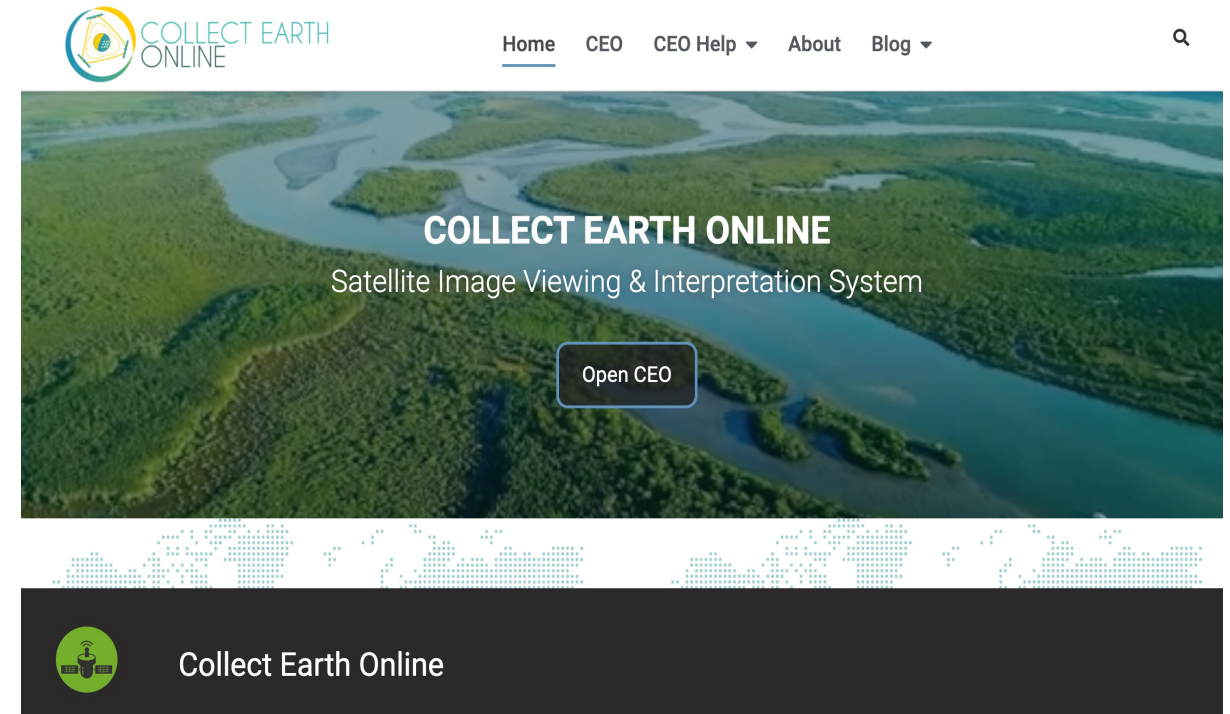 COLLECT EARTH
ONLINE
Home CEO CEO Help About Blog
COLLECT EARTH ONLINE
Satellite Image Viewing & Interpretation System
Open CEO
Collect Earth Online